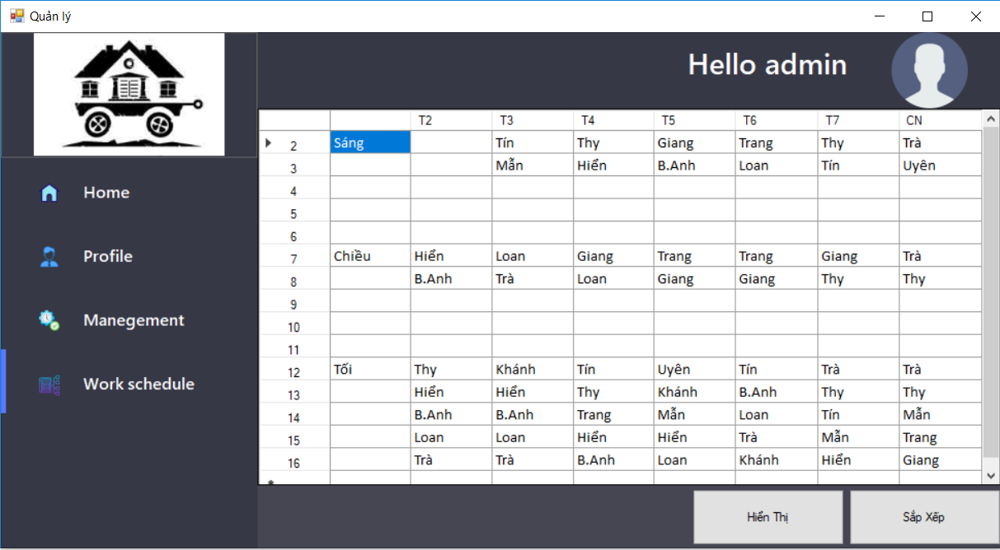 Quản lý
Hello admin
Home
Profile
Manegement
Work schedule
T2 T3 T4 T5 T6 T7 CN
2 Sáng Tín Thy Giang Trang Thy Trà
3 Mẫn Hiển B.Anh Loan Tín Uyên
4
5
6
7 Chiều Hiển Loan Giang Trang Trang Giang Trà
8 B.Anh Trà Loan Giang Giang Thy Thy
9
10
11
12 Tối Thy Khánh Tín Uyên Tín Trà Trà
13 Hiển Hiển Thy Khánh B.Anh Thy Thy
14 B.Anh B.Anh Trang Mẫn Loan Tín Mẫn
15 Loan Loan Hiển Hiển Trà Mẫn Trang
16 Trà Trà B.Anh Loan Khánh Hiển Giang
Hiển Thị
Sắp Xếp